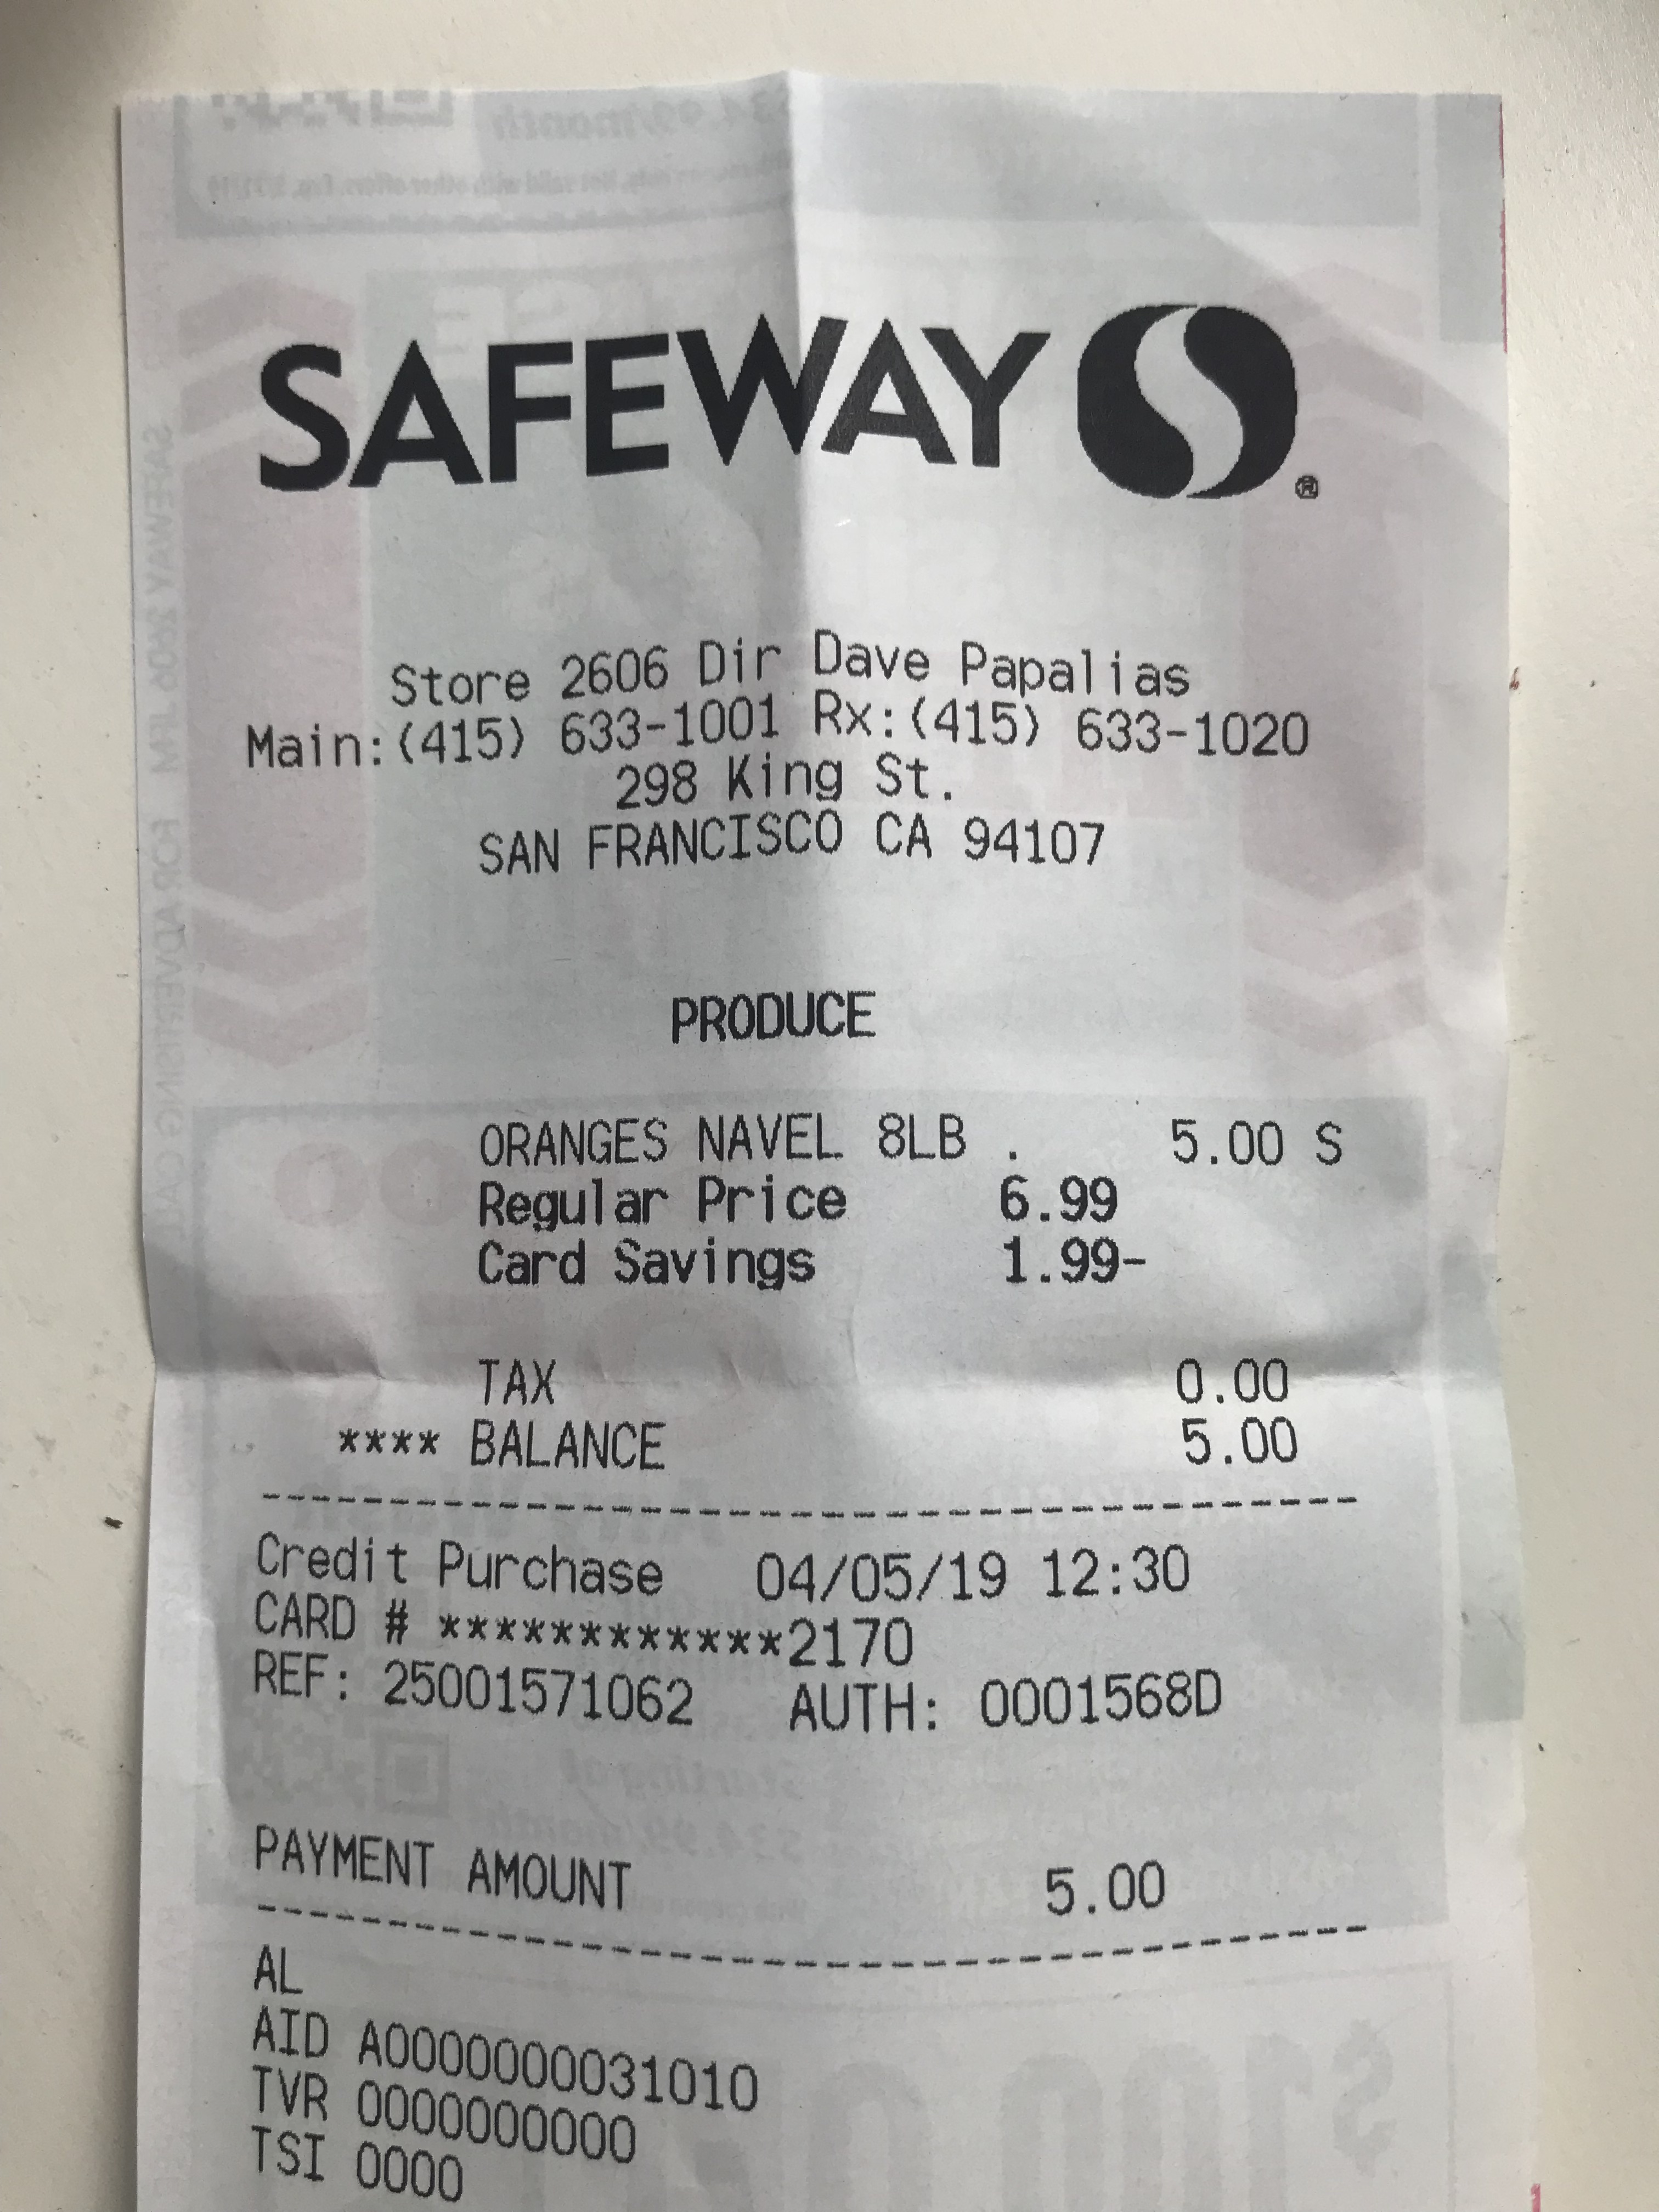 SAFEWAY ®
Store 2606 Dir Dave Papalias
Main:(415) 633-1001 Rx:(415) 633-1020
298 King St.
SAN FRANCISCO CA 94107
PRODUCE
ORANGES NAVEL 8LB . 5.00 S
Regular Price 6.99
Card Savings 1.99-
TAX 0.00
**** BALANCE 5.00
Credit Purchase 04/05/19 12:30
CARD # ************2170
REF: 25001571062 AUTH: 0001568D
PAYMENT AMOUNT 5.00
AL
AID A0000000031010
TVR 0000000000
TSI 0000